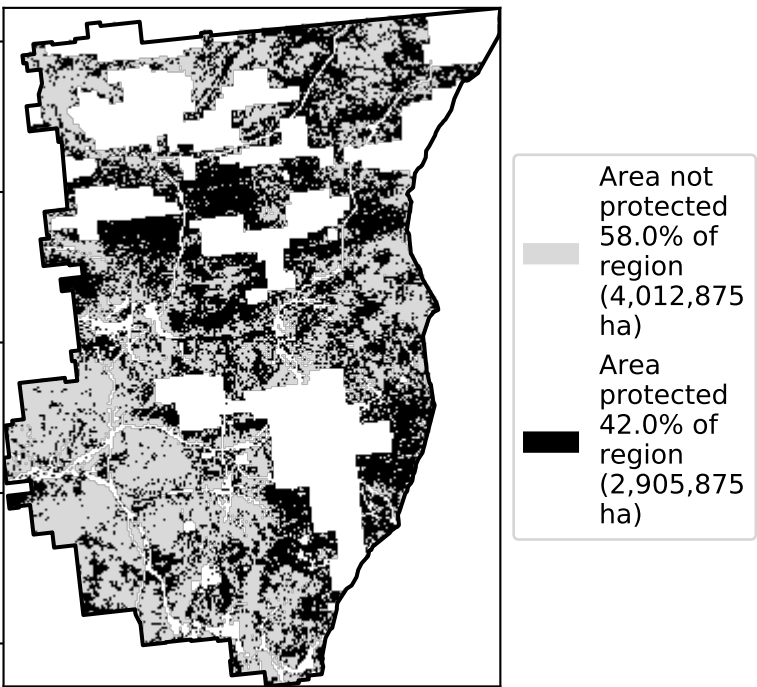 Area not
protected
58.0% of
region
(4,012,875
ha)
Area
protected
42.0% of
region
(2,905,875
ha)